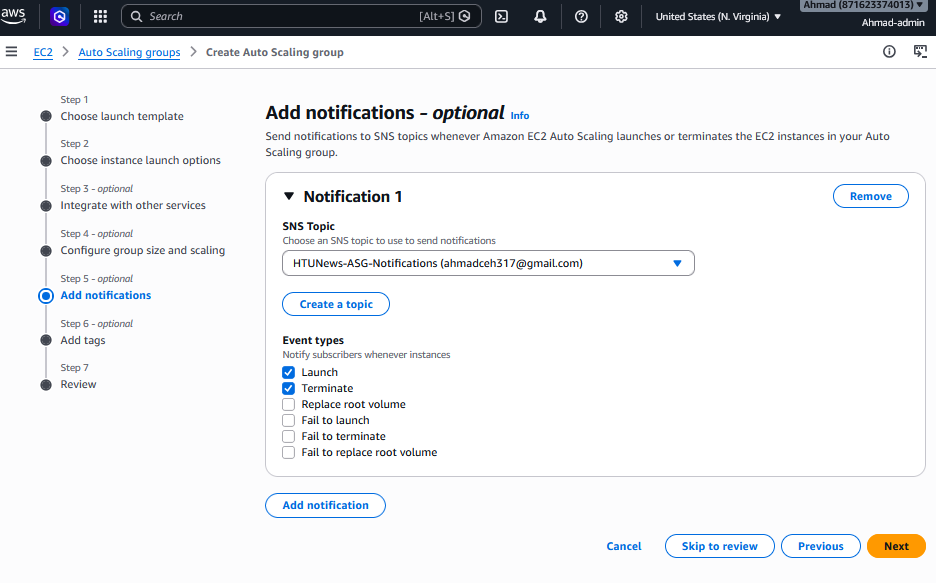 aws
Search
[Alt+S]
United States (N. Virginia)
Ahmad (871623374013)
Ahmad-admin
EC2
Auto Scaling groups
Create Auto Scaling group
Step 1
Choose launch template
Step 2
Choose instance launch options
Step 3 - optional
Integrate with other services
Step 4 - optional
Configure group size and scaling
Step 5 - optional
Add notifications
Step 6 - optional
Add tags
Step 7
Review
Add notifications - optional Info
Send notifications to SNS topics whenever Amazon EC2 Auto Scaling launches or terminates the EC2 instances in your Auto
Scaling group.
Notification 1
Remove
SNS Topic
Choose an SNS topic to use to send notifications
HTUNews-ASG-Notifications (ahmadceh317@gmail.com)
Create a topic
Event types
Notify subscribers whenever instances
Launch
Terminate
Replace root volume
Fail to launch
Fail to terminate
Fail to replace root volume
Add notification
Cancel
Skip to review
Previous
Next